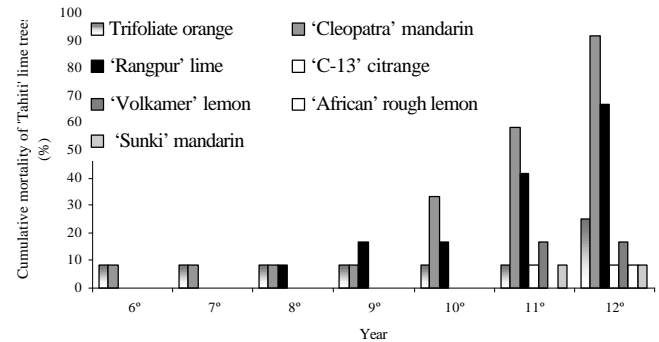 Cumulative mortality of 'Tahiti' lime trees
(%)
100
90
80
70
60
50
40
30
20
10
0
Trifoliate orange
‘Cleopatra’ mandarin
‘Rangpur’ lime
‘C-13’ citrange
‘Volkamer’ lemon
‘African’ rough lemon
‘Sunki’ mandarin
6º 7º 8º 9º 10º 11º 12º
Year